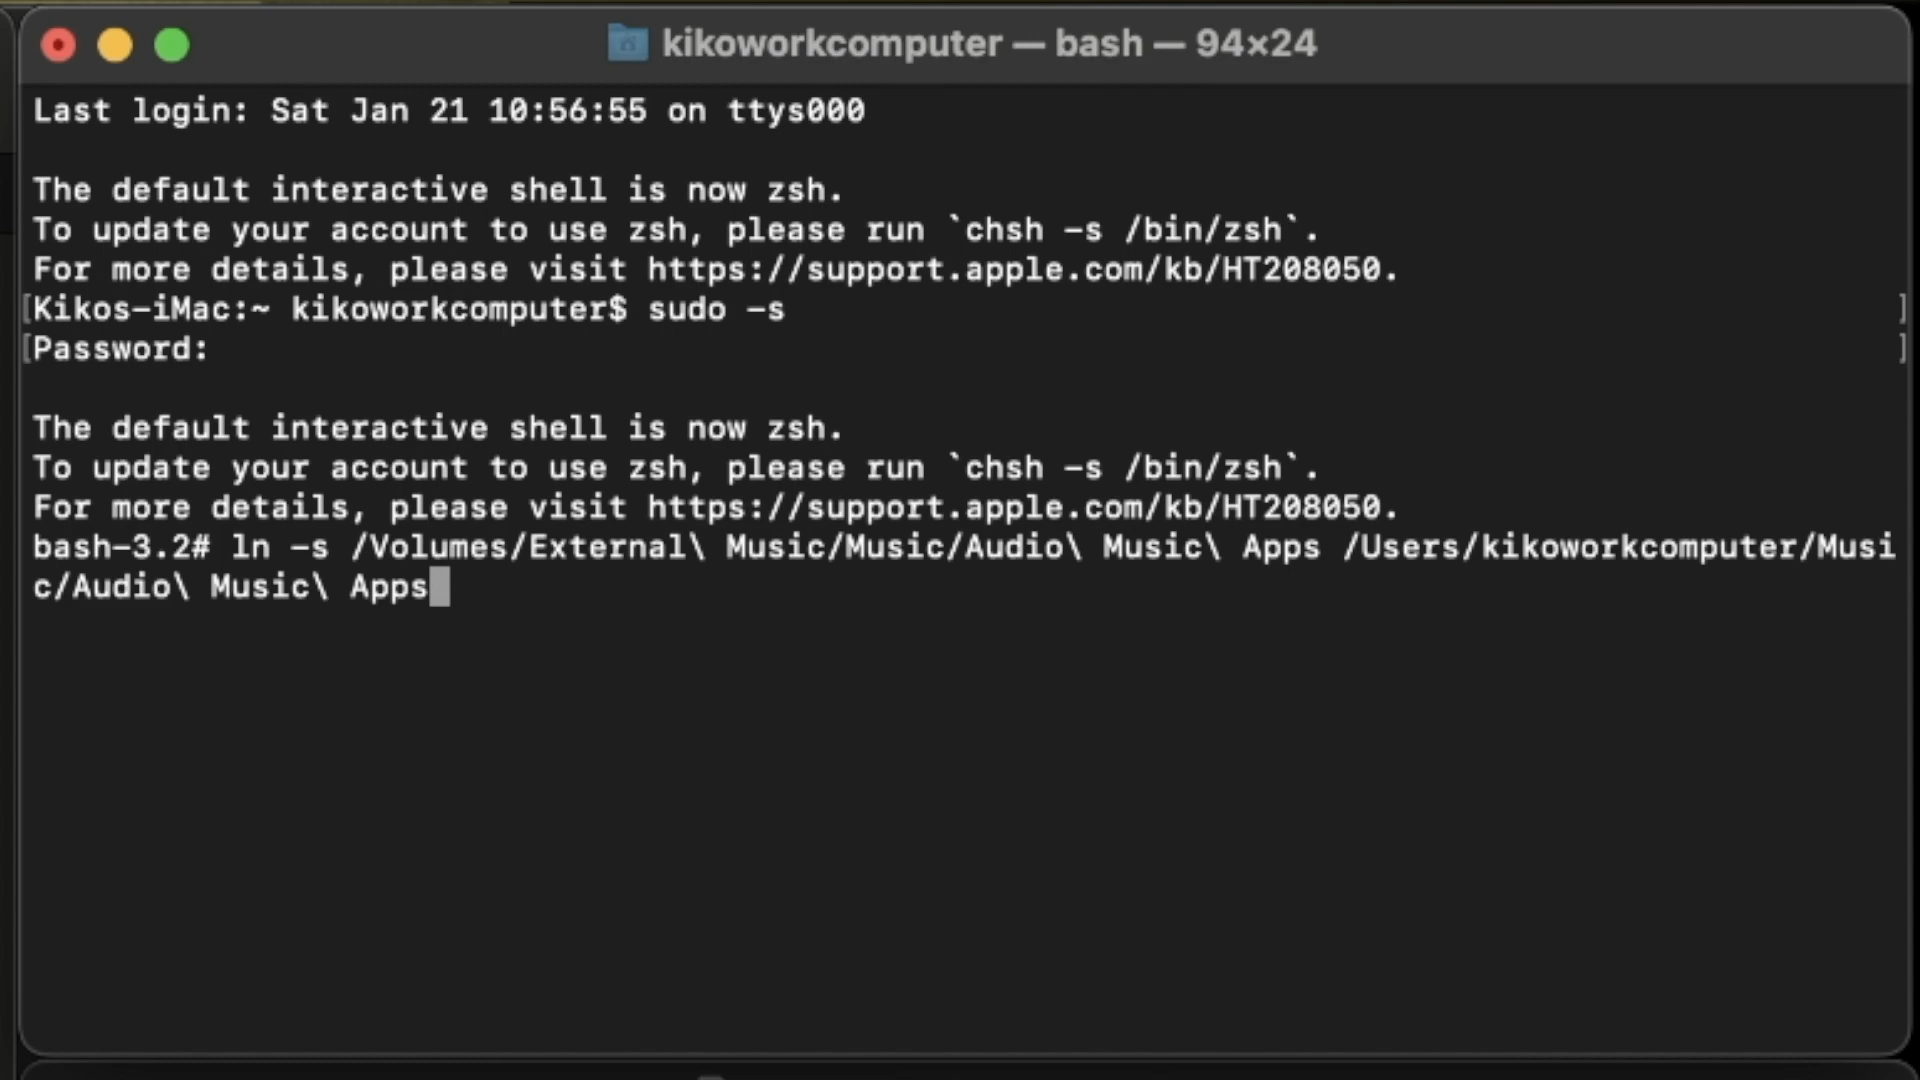 kikoworkcomputer — bash — 94×24
Last login: Sat Jan 21 10:56:55 on ttys000
The default interactive shell is now zsh.
To update your account to use zsh, please run `chsh -s /bin/zsh`.
For more details, please visit https://support.apple.com/kb/HT208050.
[Kikos-iMac:~ kikoworkcomputer$ sudo -s ]
[Password: ]
The default interactive shell is now zsh.
To update your account to use zsh, please run `chsh -s /bin/zsh`.
For more details, please visit https://support.apple.com/kb/HT208050.
bash-3.2# ln -s /Volumes/External\ Music/Music/Audio\ Music\ Apps /Users/kikoworkcomputer/Musi
c/Audio\ Music\ Apps